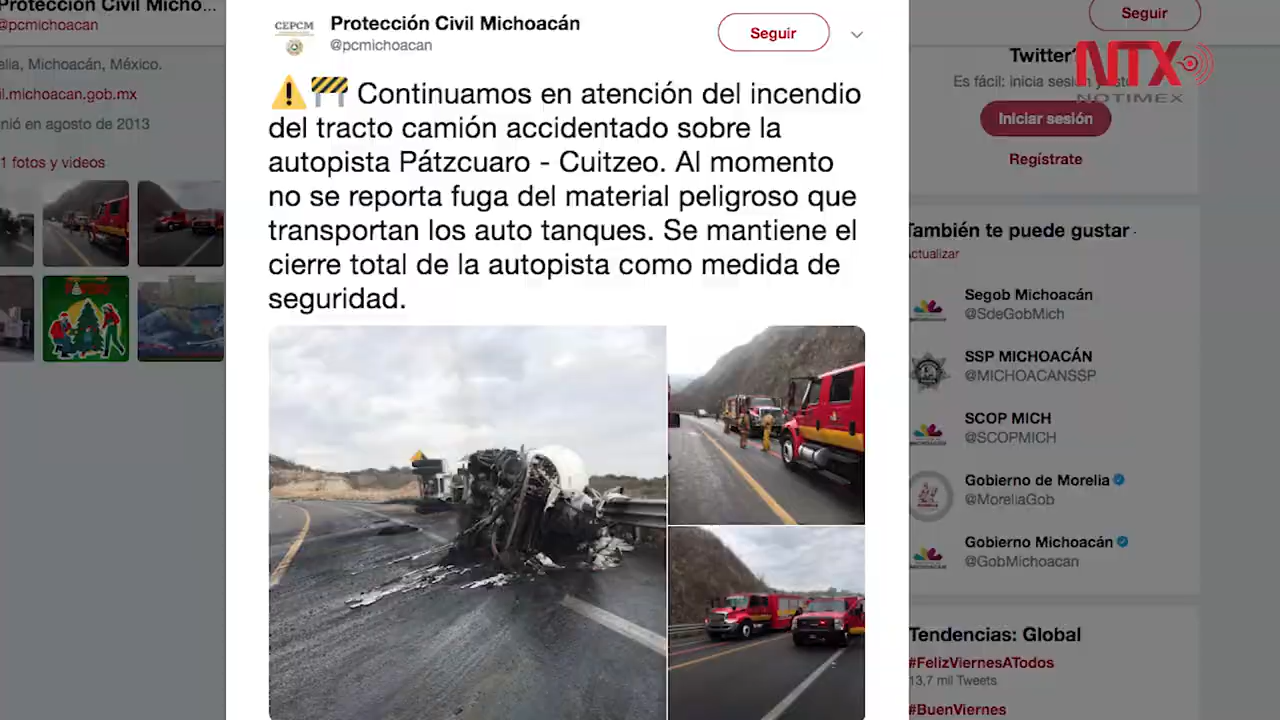 Protección Civil Micho...
@pcmichoacan
elia, Michoacán, México.
il.michoacan.gob.mx
nió en agosto de 2013
1 fotos y videos
CEPCM
Protección Civil Michoacán
@pcmichoacan
Seguir
⚠️🚧 Continuamos en atención del incendio
del tracto camión accidentado sobre la
autopista Pátzcuaro - Cuitzeo. Al momento
no se reporta fuga del material peligroso que
transportan los auto tanques. Se mantiene el
cierre total de la autopista como medida de
seguridad.
Seguir
NTX
NOTIMEX
Twitter?
Es fácil: inicia sesión
Iniciar sesión
Regístrate
También te puede gustar ·
Actualizar
Segob Michoacán
@SdeGobMich
SSP MICHOACÁN
@MICHOACANSSP
SCOP MICH
@SCOPMICH
Gobierno de Morelia
@MoreliaGob
Gobierno Michoacán
@GobMichoacan
Tendencias: Global
#FelizViernesATodos
13,7 mil Tweets
#BuenViernes